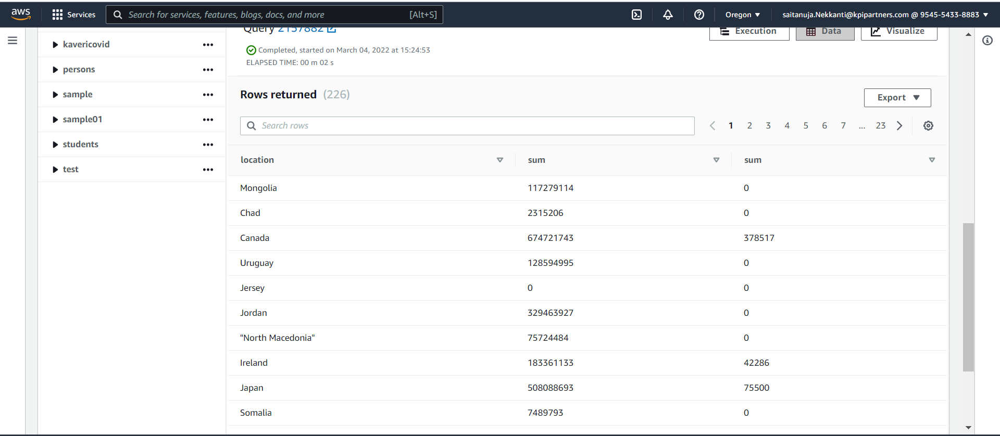 aws Services Search for services, features, blogs, docs, and more [Alt+S] Oregon saitanuja.Nekkanti@kpipartners.com @ 9545-5433-8883
kavericovid
persons
sample
sample01
students
test
Query 2157882
Execution Data Visualize
Completed, started on March 04, 2022 at 15:24:53
ELAPSED TIME: 00 m 02 s
Rows returned (226)
Export
Search rows 1 2 3 4 5 6 7 ... 23
location sum sum
Mongolia 117279114 0
Chad 2315206 0
Canada 674721743 378517
Uruguay 128594995 0
Jersey 0 0
Jordan 329463927 0
"North Macedonia" 75724484 0
Ireland 183361133 42286
Japan 508088693 75500
Somalia 7489793 0